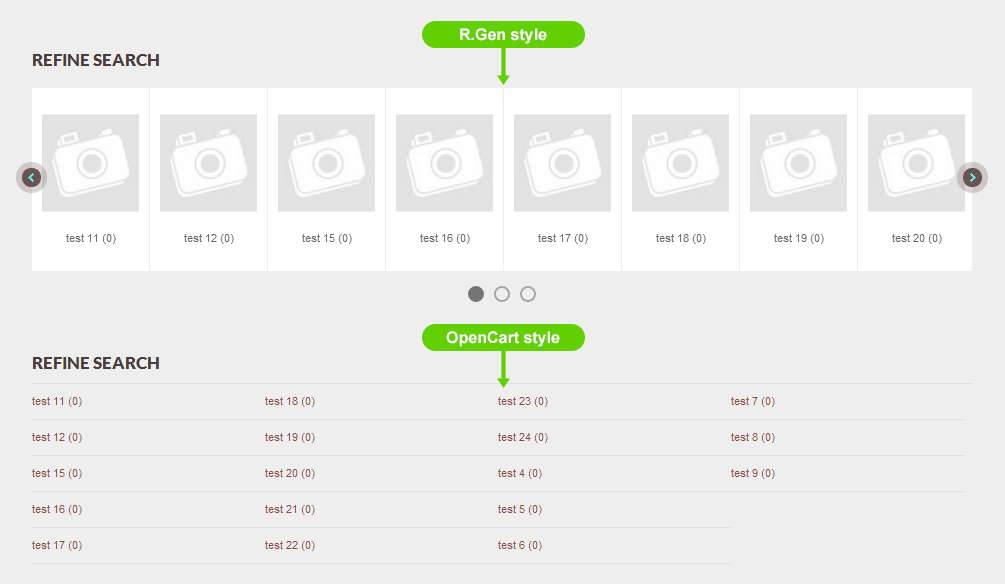 R.Gen style
REFINE SEARCH
test 11 (0) test 12 (0) test 15 (0) test 16 (0) test 17 (0) test 18 (0) test 19 (0) test 20 (0)
OpenCart style
REFINE SEARCH
test 11 (0) test 18 (0) test 23 (0) test 7 (0)
test 12 (0) test 19 (0) test 24 (0) test 8 (0)
test 15 (0) test 20 (0) test 4 (0) test 9 (0)
test 16 (0) test 21 (0) test 5 (0)
test 17 (0) test 22 (0) test 6 (0)